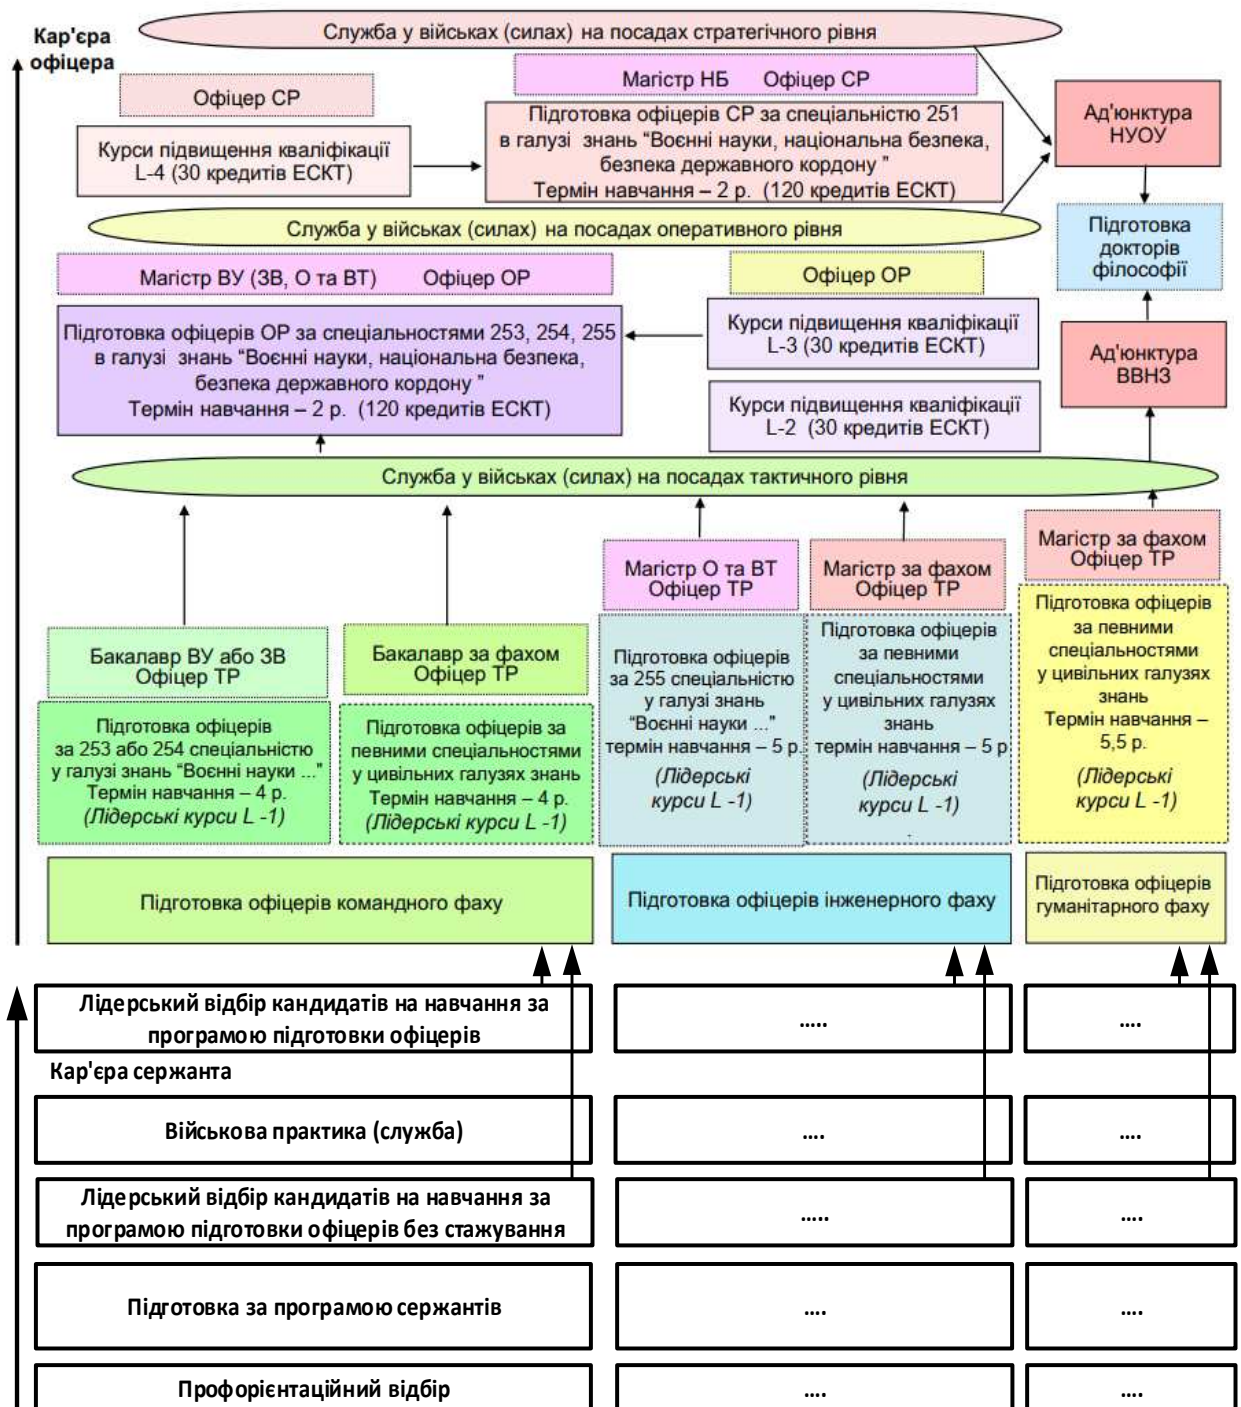 Кар'єра
офіцера
Служба у військах (силах) на посадах стратегічного рівня
Офіцер СР
Магістр НБ Офіцер СР
Курси підвищення кваліфікації
L-4 (30 кредитів ЕСКТ)
Підготовка офіцерів СР за спеціальністю 251
в галузі знань “Воєнні науки, національна безпека,
безпека державного кордону ”
Термін навчання – 2 р. (120 кредитів ЕСКТ)
Ад'юнктура
НУОУ
Служба у військах (силах) на посадах оперативного рівня
Підготовка
докторів
філософії
Магістр ВУ (ЗВ, О та ВТ) Офіцер ОР
Офіцер ОР
Підготовка офіцерів ОР за спеціальностями 253, 254, 255
в галузі знань “Воєнні науки, національна безпека,
безпека державного кордону ”
Термін навчання – 2 р. (120 кредитів ЕСКТ)
Курси підвищення кваліфікації
L-3 (30 кредитів ЕСКТ)
Курси підвищення кваліфікації
L-2 (30 кредитів ЕСКТ)
Ад'юнктура
ВВНЗ
Служба у військах (силах) на посадах тактичного рівня
Бакалавр ВУ або ЗВ
Офіцер ТР
Бакалавр за фахом
Офіцер ТР
Магістр О та ВТ
Офіцер ТР
Магістр за фахом
Офіцер ТР
Магістр за фахом
Офіцер ТР
Підготовка офіцерів
за 253 або 254 спеціальністю
у галузі знань “Воєнні науки ...”
Термін навчання – 4 р.
(Лідерські курси L -1)
Підготовка офіцерів за
певними спеціальностями
у цивільних галузях знань
Термін навчання – 4 р.
(Лідерські курси L -1)
Підготовка офіцерів
за 255 спеціальністю
у галузі знань
“Воєнні науки ...”
термін навчання – 5 р.
(Лідерські
курси L -1)
Підготовка офіцерів
за певними
спеціальностями
у цивільних галузях
знань
термін навчання – 5 р
(Лідерські
курси L -1)
.
Підготовка офіцерів
за певними
спеціальностями
у цивільних галузях
знань
Термін навчання –
5,5 р.
(Лідерські
курси L -1)
Підготовка офіцерів командного фаху
Підготовка офіцерів інженерного фаху
Підготовка офіцерів
гуманітарного фаху
Лідерський відбір кандидатів на навчання за
програмою підготовки офіцерів
.....
....
Кар'єра сержанта
Військова практика (служба)
....
....
Лідерський відбір кандидатів на навчання за
програмою підготовки офіцерів без стажування
.....
....
Підготовка за програмою сержантів
....
....
Профорієнтаційний відбір
....
....